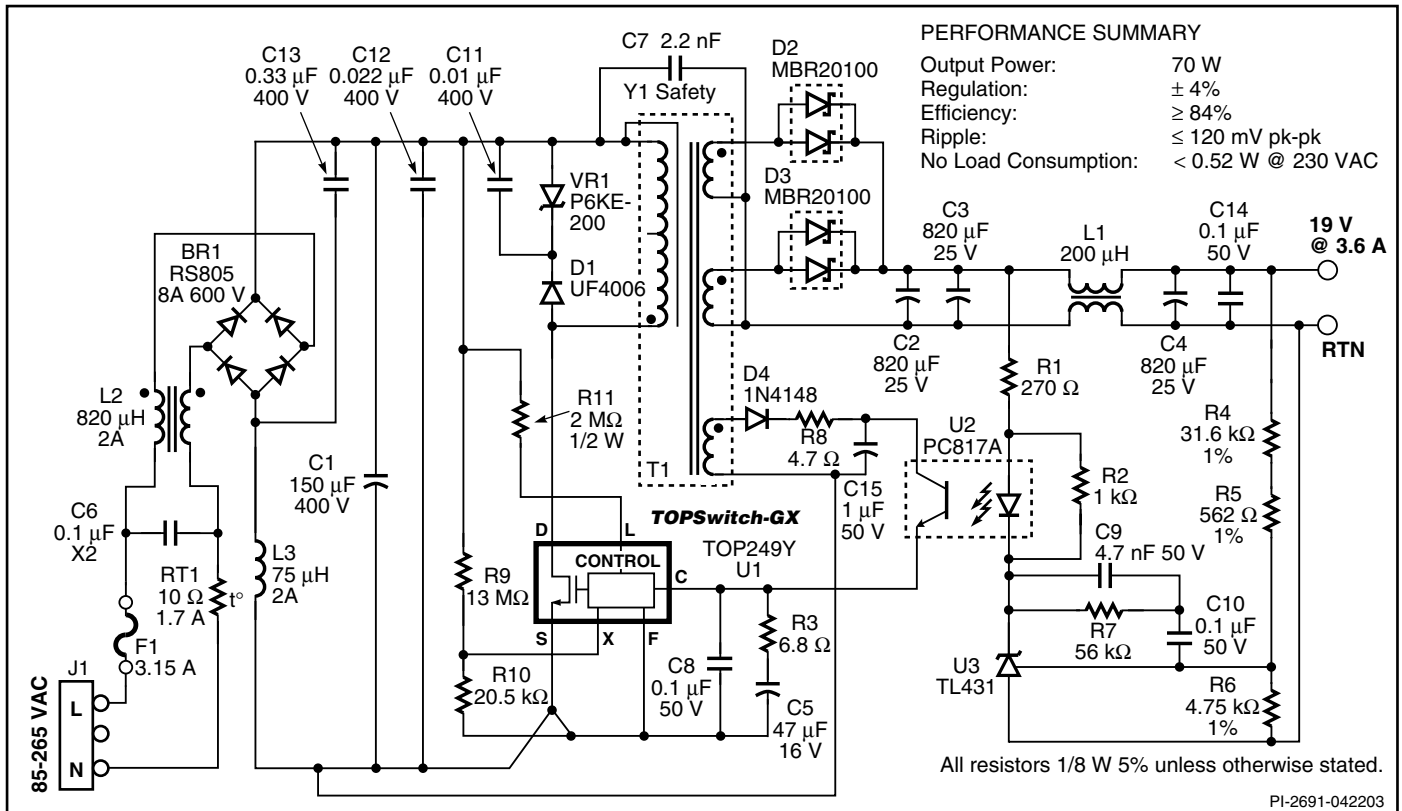 C13
0.33 µF
400 V
C12
0.022 µF
400 V
C11
0.01 µF
400 V
C7 2.2 nF
Y1 Safety
D2
MBR20100
PERFORMANCE SUMMARY
Output Power: 70 W
Regulation: ± 4%
Efficiency: ≥ 84%
Ripple: ≤ 120 mV pk-pk
No Load Consumption: < 0.52 W @ 230 VAC
VR1
P6KE-
200
D3
MBR20100
C3
820 µF
25 V
L1
200 µH
C14
0.1 µF
50 V
19 V
@ 3.6 A
BR1
RS805
8A 600 V
D1
UF4006
C2
820 µF
25 V
C4
820 µF
25 V
RTN
L2
820 µH
2A
R11
2 MΩ
1/2 W
D4
1N4148
R8
4.7 Ω
R1
270 Ω
U2
PC817A
R4
31.6 kΩ
1%
C1
150 µF
400 V
T1
C15
1 µF
50 V
R2
1 kΩ
R5
562 Ω
1%
C6
0.1 µF
X2
TOPSwitch-GX
TOP249Y
U1
D
L
CONTROL
C
S
X
F
C9
4.7 nF 50 V
L3
75 µH
2A
RT1
10 Ω
1.7 A
t°
R9
13 MΩ
R3
6.8 Ω
R7
56 kΩ
C10
0.1 µF
50 V
F1
3.15 A
J1
L
N
85-265 VAC
R10
20.5 kΩ
C8
0.1 µF
50 V
C5
47 µF
16 V
U3
TL431
R6
4.75 kΩ
1%
All resistors 1/8 W 5% unless otherwise stated.
PI-2691-042203